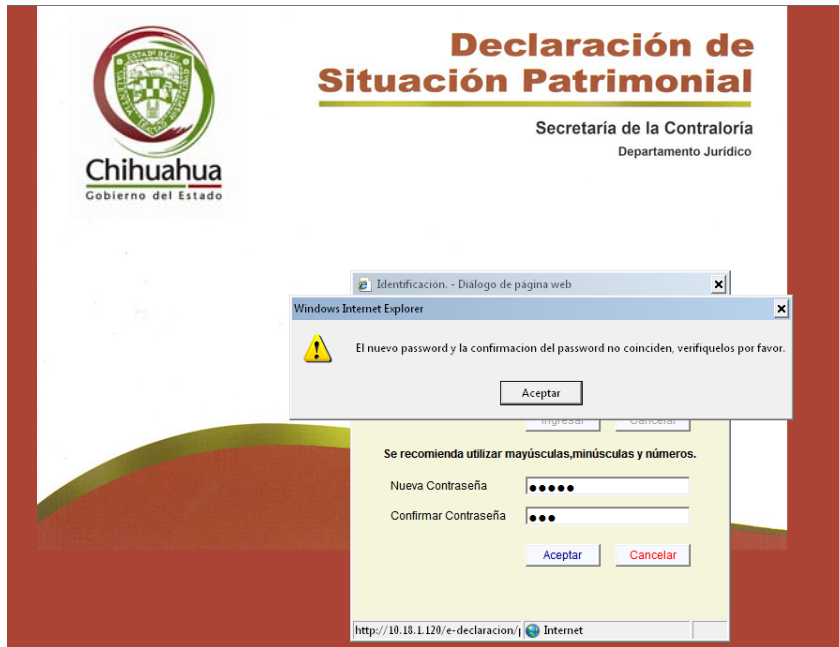 Declaración de
Situación Patrimonial
Secretaría de la Contraloría
Departamento Jurídico
Chihuahua
Gobierno del Estado
Identificación. - Diálogo de página web
Windows Internet Explorer
El nuevo password y la confirmacion del password no coinciden, verifiquelos por favor.
Aceptar
Ingresar Cancelar
Se recomienda utilizar mayúsculas,minúsculas y números.
Nueva Contraseña ●●●●●
Confirmar Contraseña ●●●
Aceptar Cancelar
http://10.18.1.120/e-declaracion/ Internet